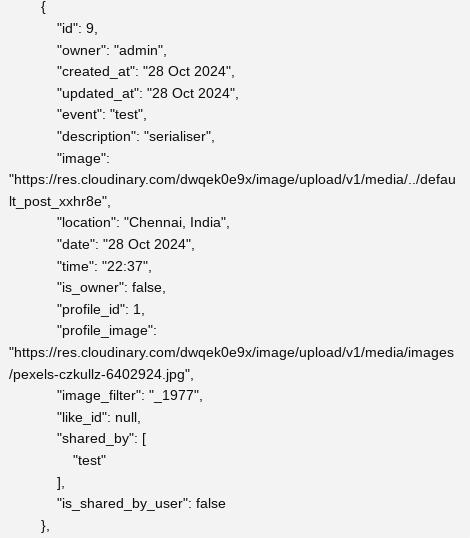 {
"id": 9,
"owner": "admin",
"created_at": "28 Oct 2024",
"updated_at": "28 Oct 2024",
"event": "test",
"description": "serialiser",
"image":
"https://res.cloudinary.com/dwqek0e9x/image/upload/v1/media/../defau
lt_post_xxhr8e",
"location": "Chennai, India",
"date": "28 Oct 2024",
"time": "22:37",
"is_owner": false,
"profile_id": 1,
"profile_image":
"https://res.cloudinary.com/dwqek0e9x/image/upload/v1/media/images
/pexels-czkullz-6402924.jpg",
"image_filter": "_1977",
"like_id": null,
"shared_by": [
"test"
],
"is_shared_by_user": false
},